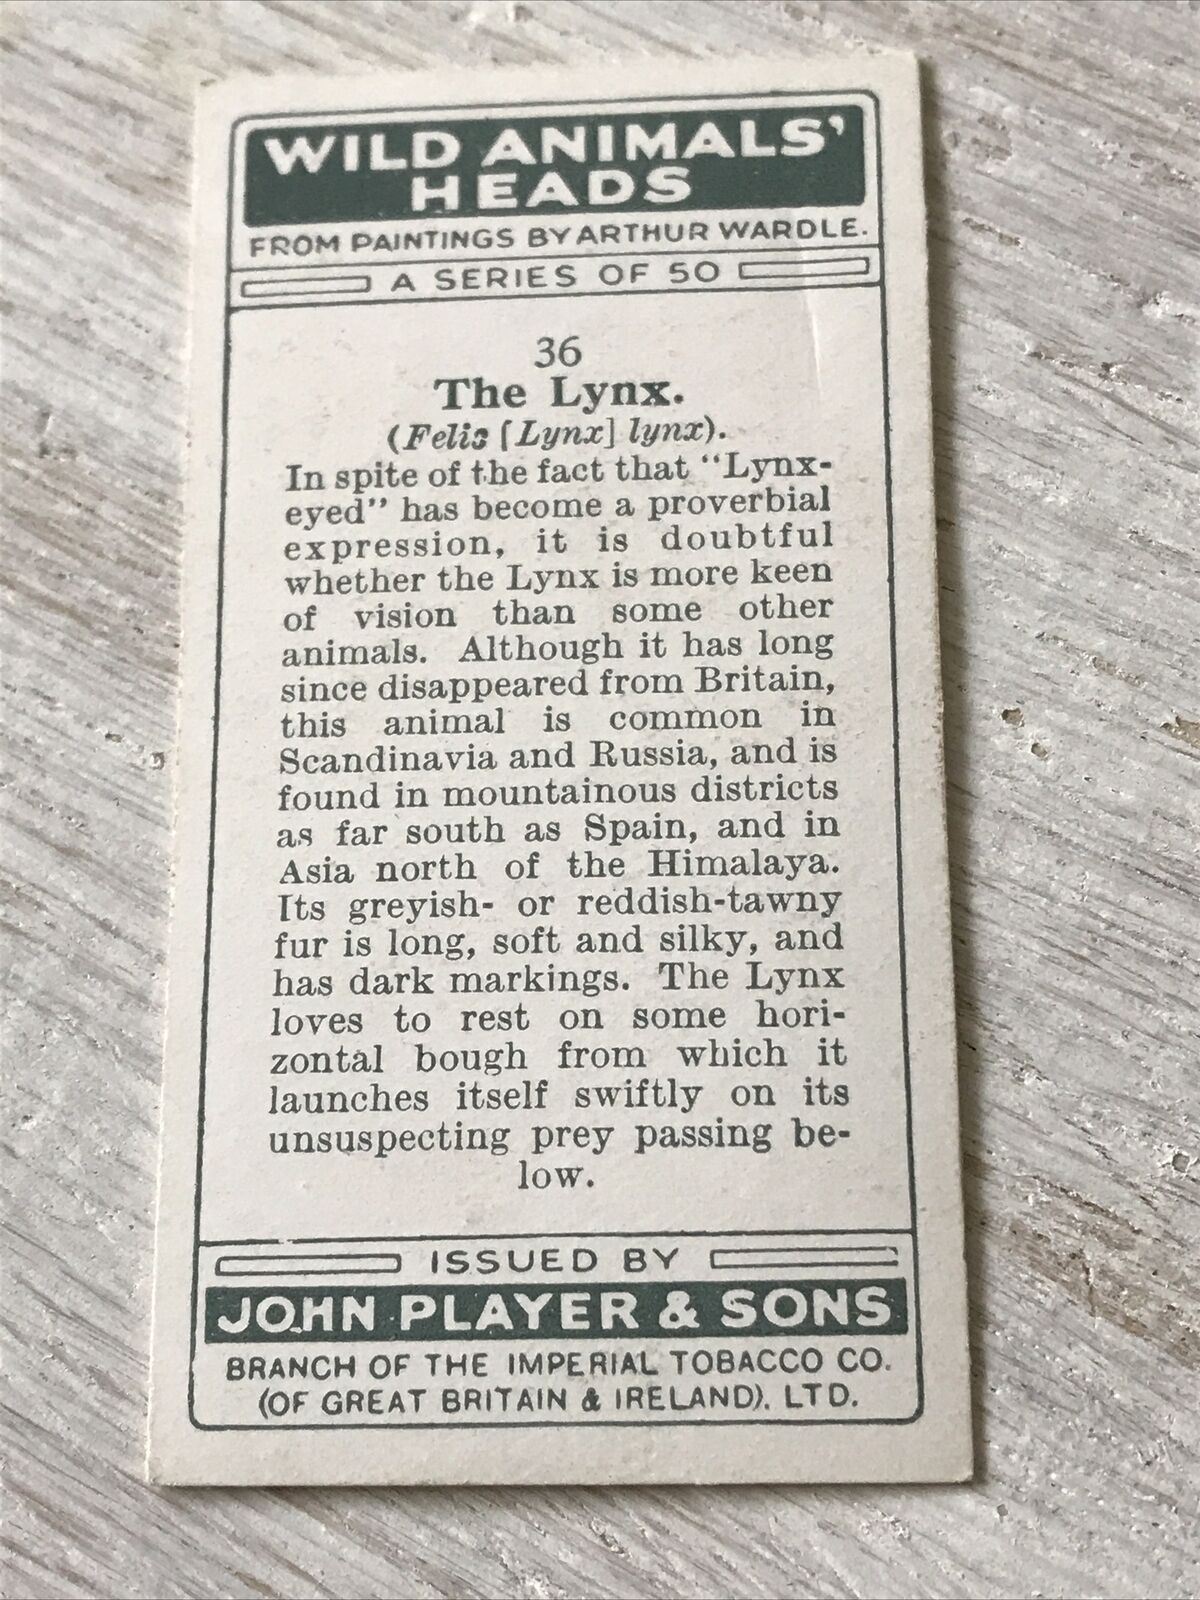 WILD ANIMALS'
HEADS
FROM PAINTINGS BY ARTHUR WARDLE.
A SERIES OF 50
36
The Lynx.
(Felis [Lynx] lynx).
In spite of the fact that "Lynx-
eyed" has become a proverbial
expression, it is doubtful
whether the Lynx is more keen
of vision than some other
animals. Although it has long
since disappeared from Britain,
this animal is common in
Scandinavia and Russia, and is
found in mountainous districts
as far south as Spain, and in
Asia north of the Himalaya.
Its greyish- or reddish-tawny
fur is long, soft and silky, and
has dark markings. The Lynx
loves to rest on some hori-
zontal bough from which it
launches itself swiftly on its
unsuspecting prey passing be-
low.
ISSUED BY
JOHN PLAYER & SONS
BRANCH OF THE IMPERIAL TOBACCO CO.
(OF GREAT BRITAIN & IRELAND). LTD.